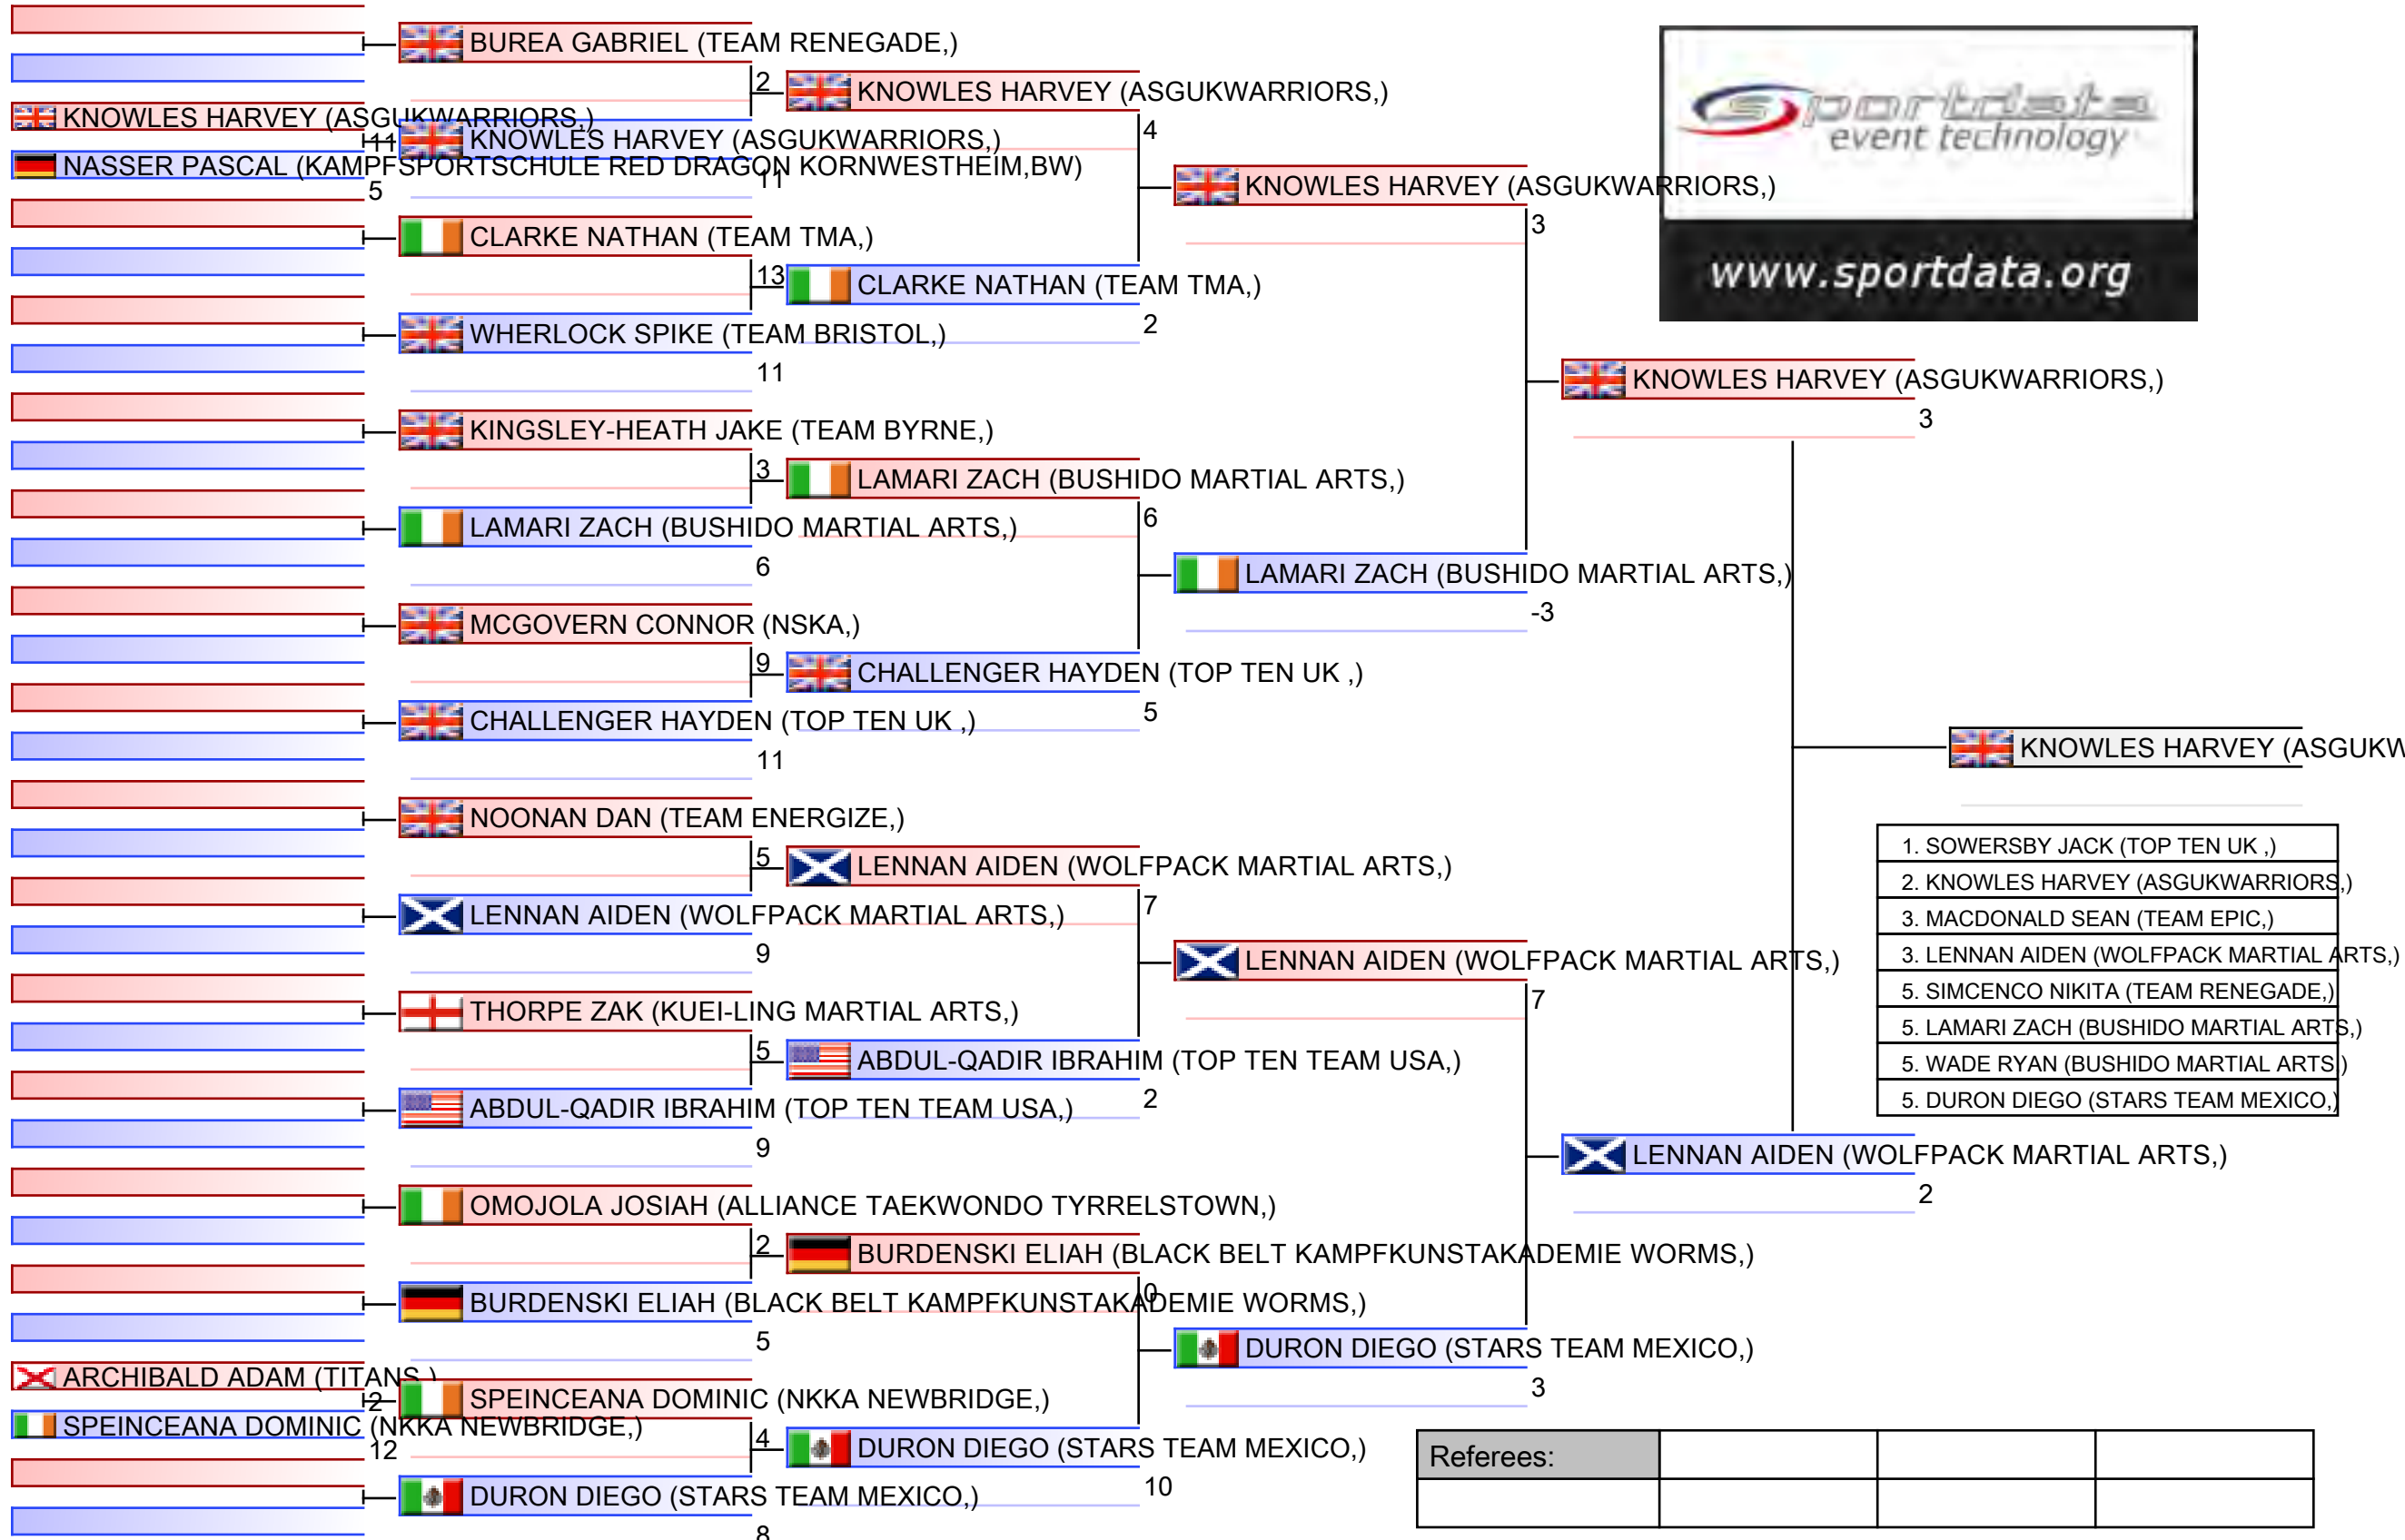 BUREA GABRIEL (TEAM RENEGADE,)
2
KNOWLES HARVEY (ASGUKWARRIORS,)
KNOWLES HARVEY (ASGUKWARRIORS,)
11
KNOWLES HARVEY (ASGUKWARRIORS,)
4
NASSER PASCAL (KAMPFSPORTSCHULE RED DRAGON KORNWESTHEIM,BW)
5
11
KNOWLES HARVEY (ASGUKWARRIORS,)
3
CLARKE NATHAN (TEAM TMA,)
13
CLARKE NATHAN (TEAM TMA,)
2
WHERLOCK SPIKE (TEAM BRISTOL,)
11
KNOWLES HARVEY (ASGUKWARRIORS,)
3
KINGSLEY-HEATH JAKE (TEAM BYRNE,)
3
LAMARI ZACH (BUSHIDO MARTIAL ARTS,)
6
LAMARI ZACH (BUSHIDO MARTIAL ARTS,)
6
LAMARI ZACH (BUSHIDO MARTIAL ARTS,)
-3
MCGOVERN CONNOR (NSKA,)
9
CHALLENGER HAYDEN (TOP TEN UK ,)
5
CHALLENGER HAYDEN (TOP TEN UK ,)
11
KNOWLES HARVEY (ASGUKW
NOONAN DAN (TEAM ENERGIZE,)
5
LENNAN AIDEN (WOLFPACK MARTIAL ARTS,)
7
LENNAN AIDEN (WOLFPACK MARTIAL ARTS,)
9
LENNAN AIDEN (WOLFPACK MARTIAL ARTS,)
7
THORPE ZAK (KUEI-LING MARTIAL ARTS,)
5
ABDUL-QADIR IBRAHIM (TOP TEN TEAM USA,)
2
ABDUL-QADIR IBRAHIM (TOP TEN TEAM USA,)
9
LENNAN AIDEN (WOLFPACK MARTIAL ARTS,)
2
OMOJOLA JOSIAH (ALLIANCE TAEKWONDO TYRRELSTOWN,)
2
BURDENSKI ELIAH (BLACK BELT KAMPFKUNSTAKADEMIE WORMS,)
0
BURDENSKI ELIAH (BLACK BELT KAMPFKUNSTAKADEMIE WORMS,)
5
DURON DIEGO (STARS TEAM MEXICO,)
3
ARCHIBALD ADAM (TITANS,)
2
SPEINCEANA DOMINIC (NKKA NEWBRIDGE,)
SPEINCEANA DOMINIC (NKKA NEWBRIDGE,)
12
4
DURON DIEGO (STARS TEAM MEXICO,)
10
DURON DIEGO (STARS TEAM MEXICO,)
8
sportdata
event technology
www.sportdata.org
1. SOWERSBY JACK (TOP TEN UK ,)
2. KNOWLES HARVEY (ASGUKWARRIORS,)
3. MACDONALD SEAN (TEAM EPIC,)
3. LENNAN AIDEN (WOLFPACK MARTIAL ARTS,)
5. SIMCENCO NIKITA (TEAM RENEGADE,)
5. LAMARI ZACH (BUSHIDO MARTIAL ARTS,)
5. WADE RYAN (BUSHIDO MARTIAL ARTS,)
5. DURON DIEGO (STARS TEAM MEXICO,)
Referees: